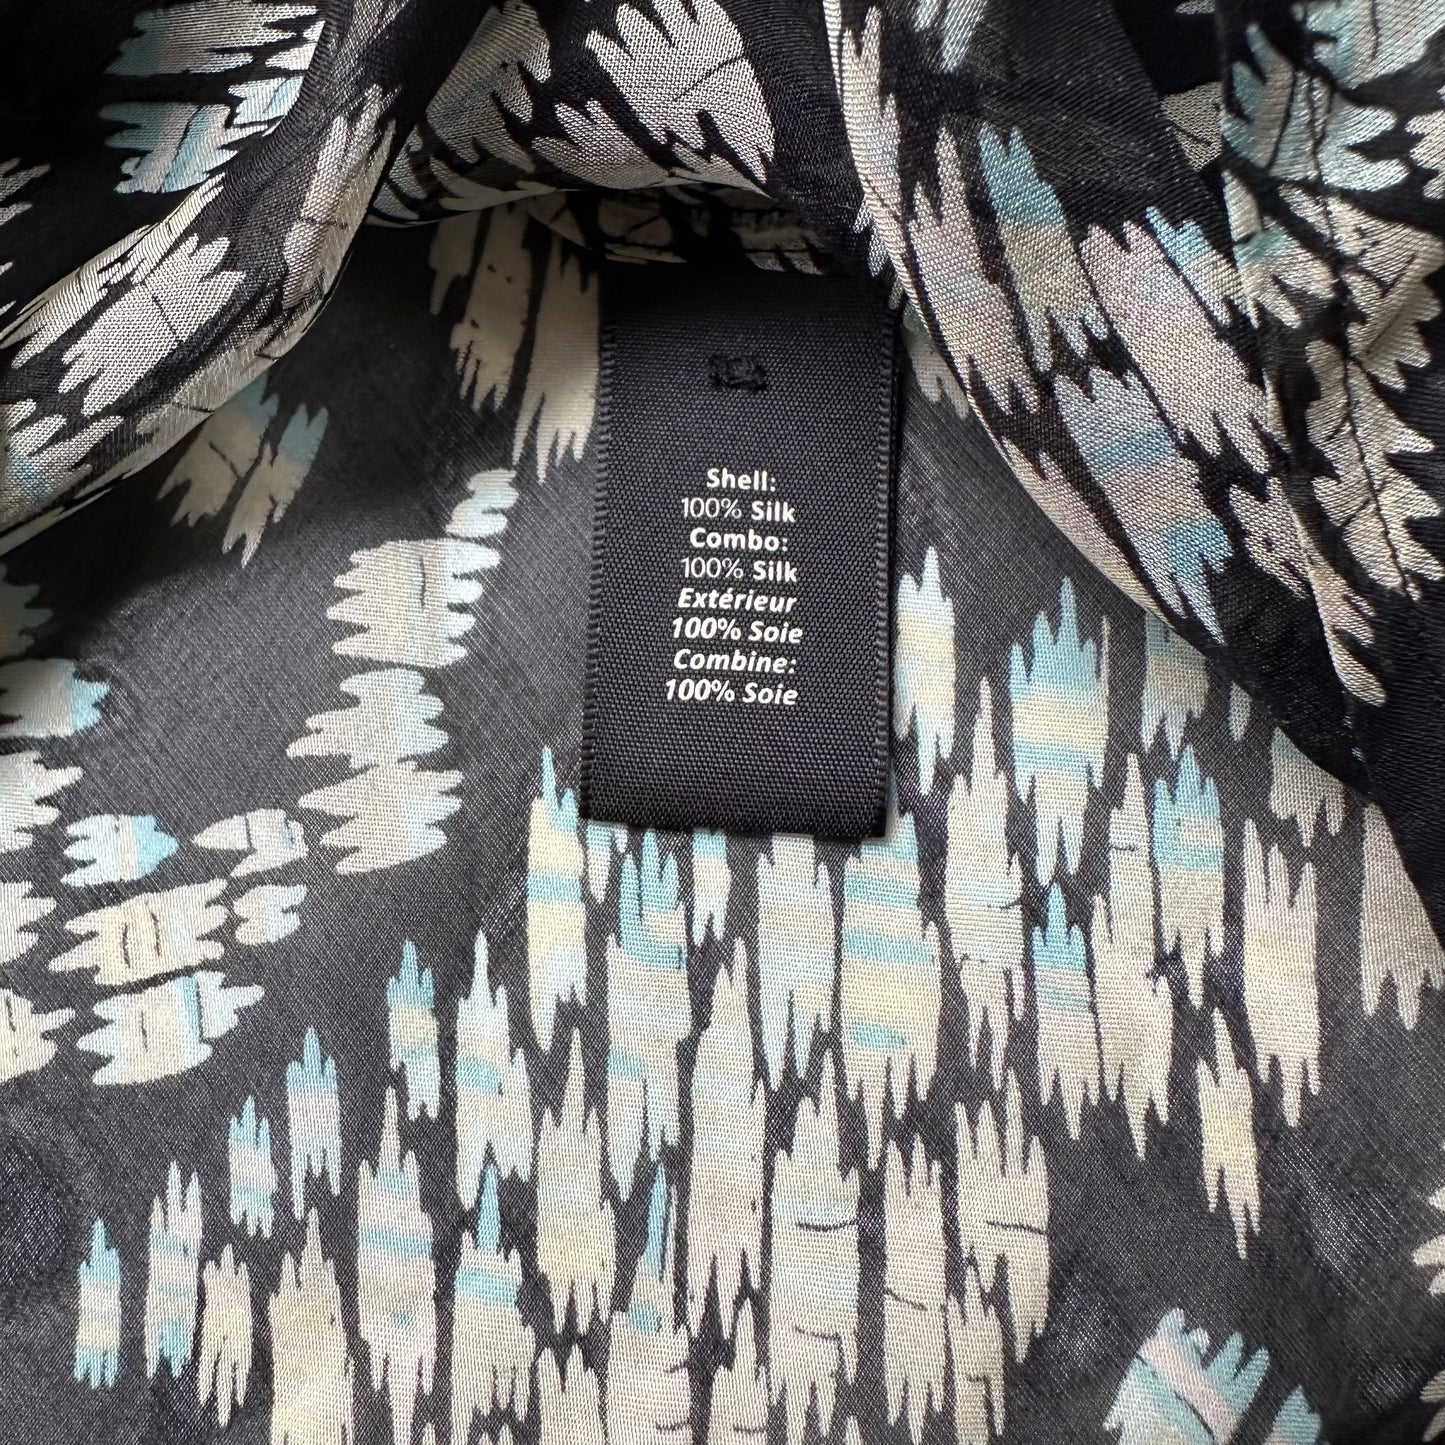 Shell:
100% Silk
Combo:
100% Silk
Extérieur
100% Soie
Combine:
100% Soie